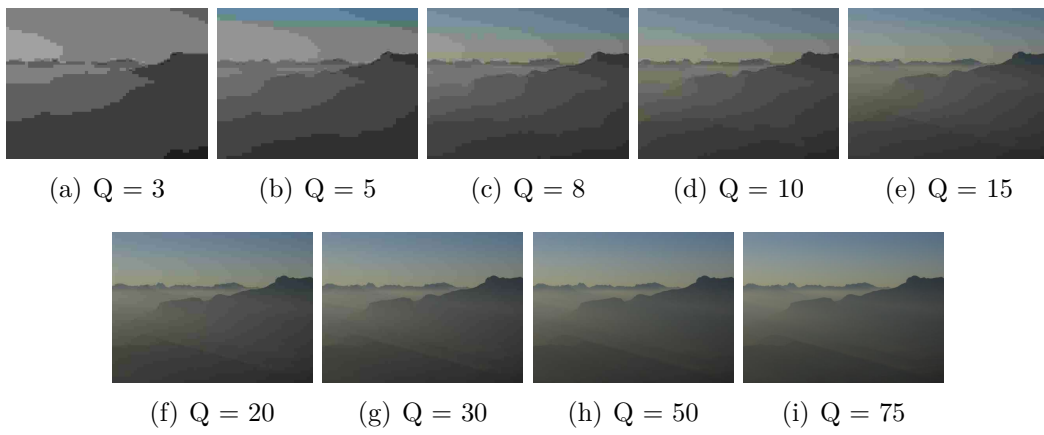 (a) Q = 3
(b) Q = 5
(c) Q = 8
(d) Q = 10
(e) Q = 15
(f) Q = 20
(g) Q = 30
(h) Q = 50
(i) Q = 75